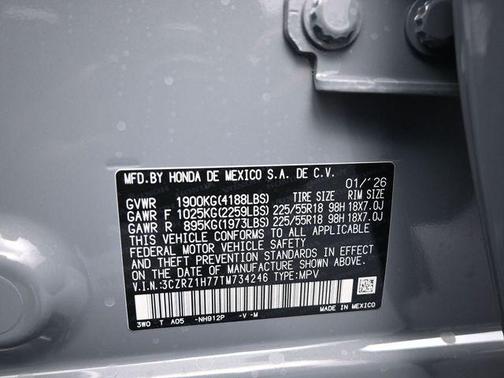 MFD.BY HONDA DE MEXICO S.A. DE C.V.
01/'26
GVWR 1900KG(4188LBS) TIRE SIZE RIM SIZE
GAWR F 1025KG(2259LBS) 225/55R18 98H 18X7.0J
GAWR R 895KG(1973LBS) 225/55R18 98H 18X7.0J
THIS VEHICLE CONFORMS TO ALL APPLICABLE
FEDERAL MOTOR VEHICLE SAFETY
AND THEFT PREVENTION STANDARDS IN EFFECT ON
THE DATE OF MANUFACTURE SHOWN ABOVE.
V.I.N:3CZRZ1H77TM734246 TYPE:MPV
3W0 T A05 -NH912P -V -M
MADE IN MEXICO